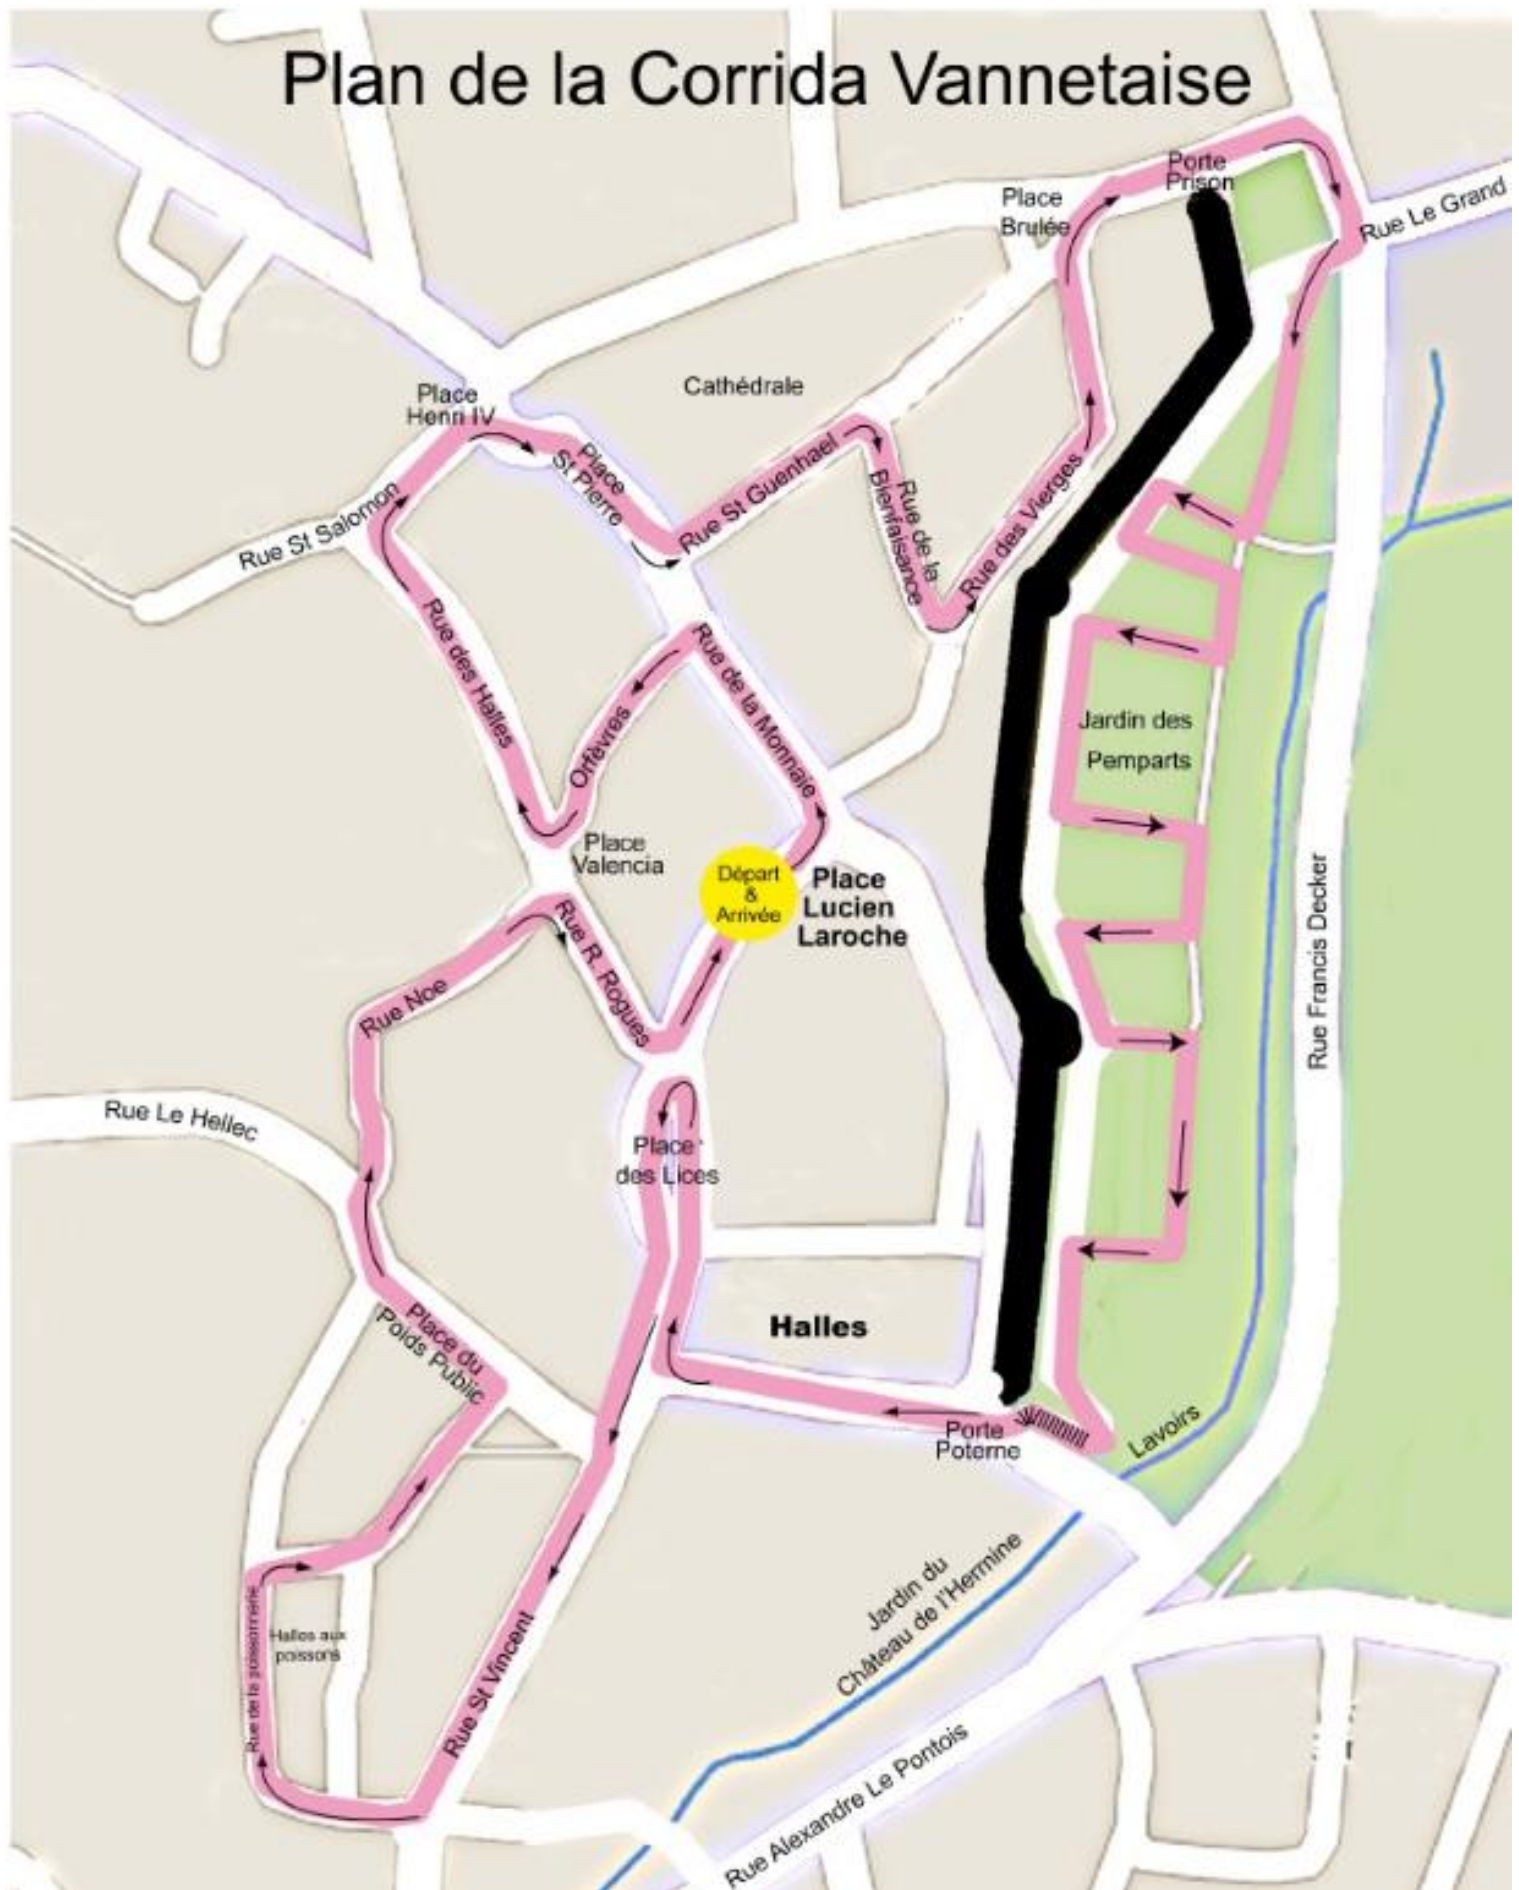 Plan de la Corrida Vannetaise
Porte
Prison
Place
Brulée
Rue Le Grand
Place
Henri IV
Cathédrale
Place
St Pierre
Rue St Guenhael
Rue de la
Bienfaisance
Rue des Vierges
Rue St Salomon
Rue des Halles
Orfèvres
Rue de la Monnaie
Jardin des
Pemparts
Place
Valencia
Départ
&
Arrivée
Place
Lucien
Laroche
Rue R. Rogues
Rue Noe
Rue Francis Decker
Rue Le Hellec
Place
des Lices
Place du
Poids Public
Halles
Porte
Poterne
Lavoirs
Jardin du
Château de l'Hermine
Halles aux
poissons
Rue de la poissonnerie
Rue St Vincent
Rue Alexandre Le Pontois